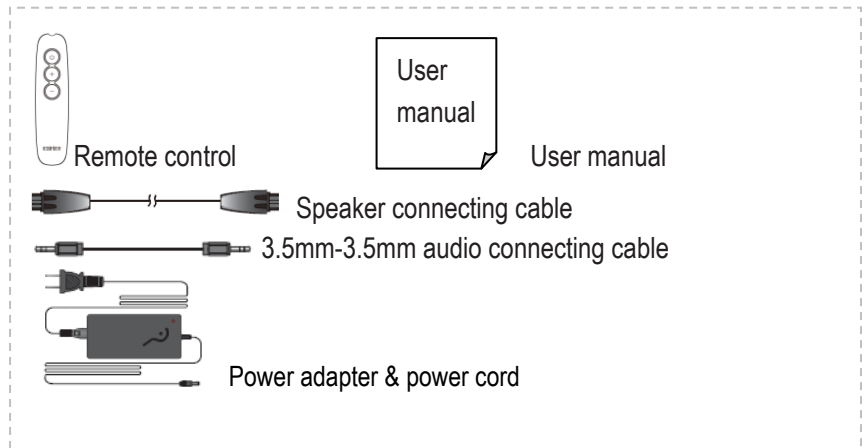 User
manual
Remote control
User manual
Speaker connecting cable
3.5mm-3.5mm audio connecting cable
Power adapter & power cord